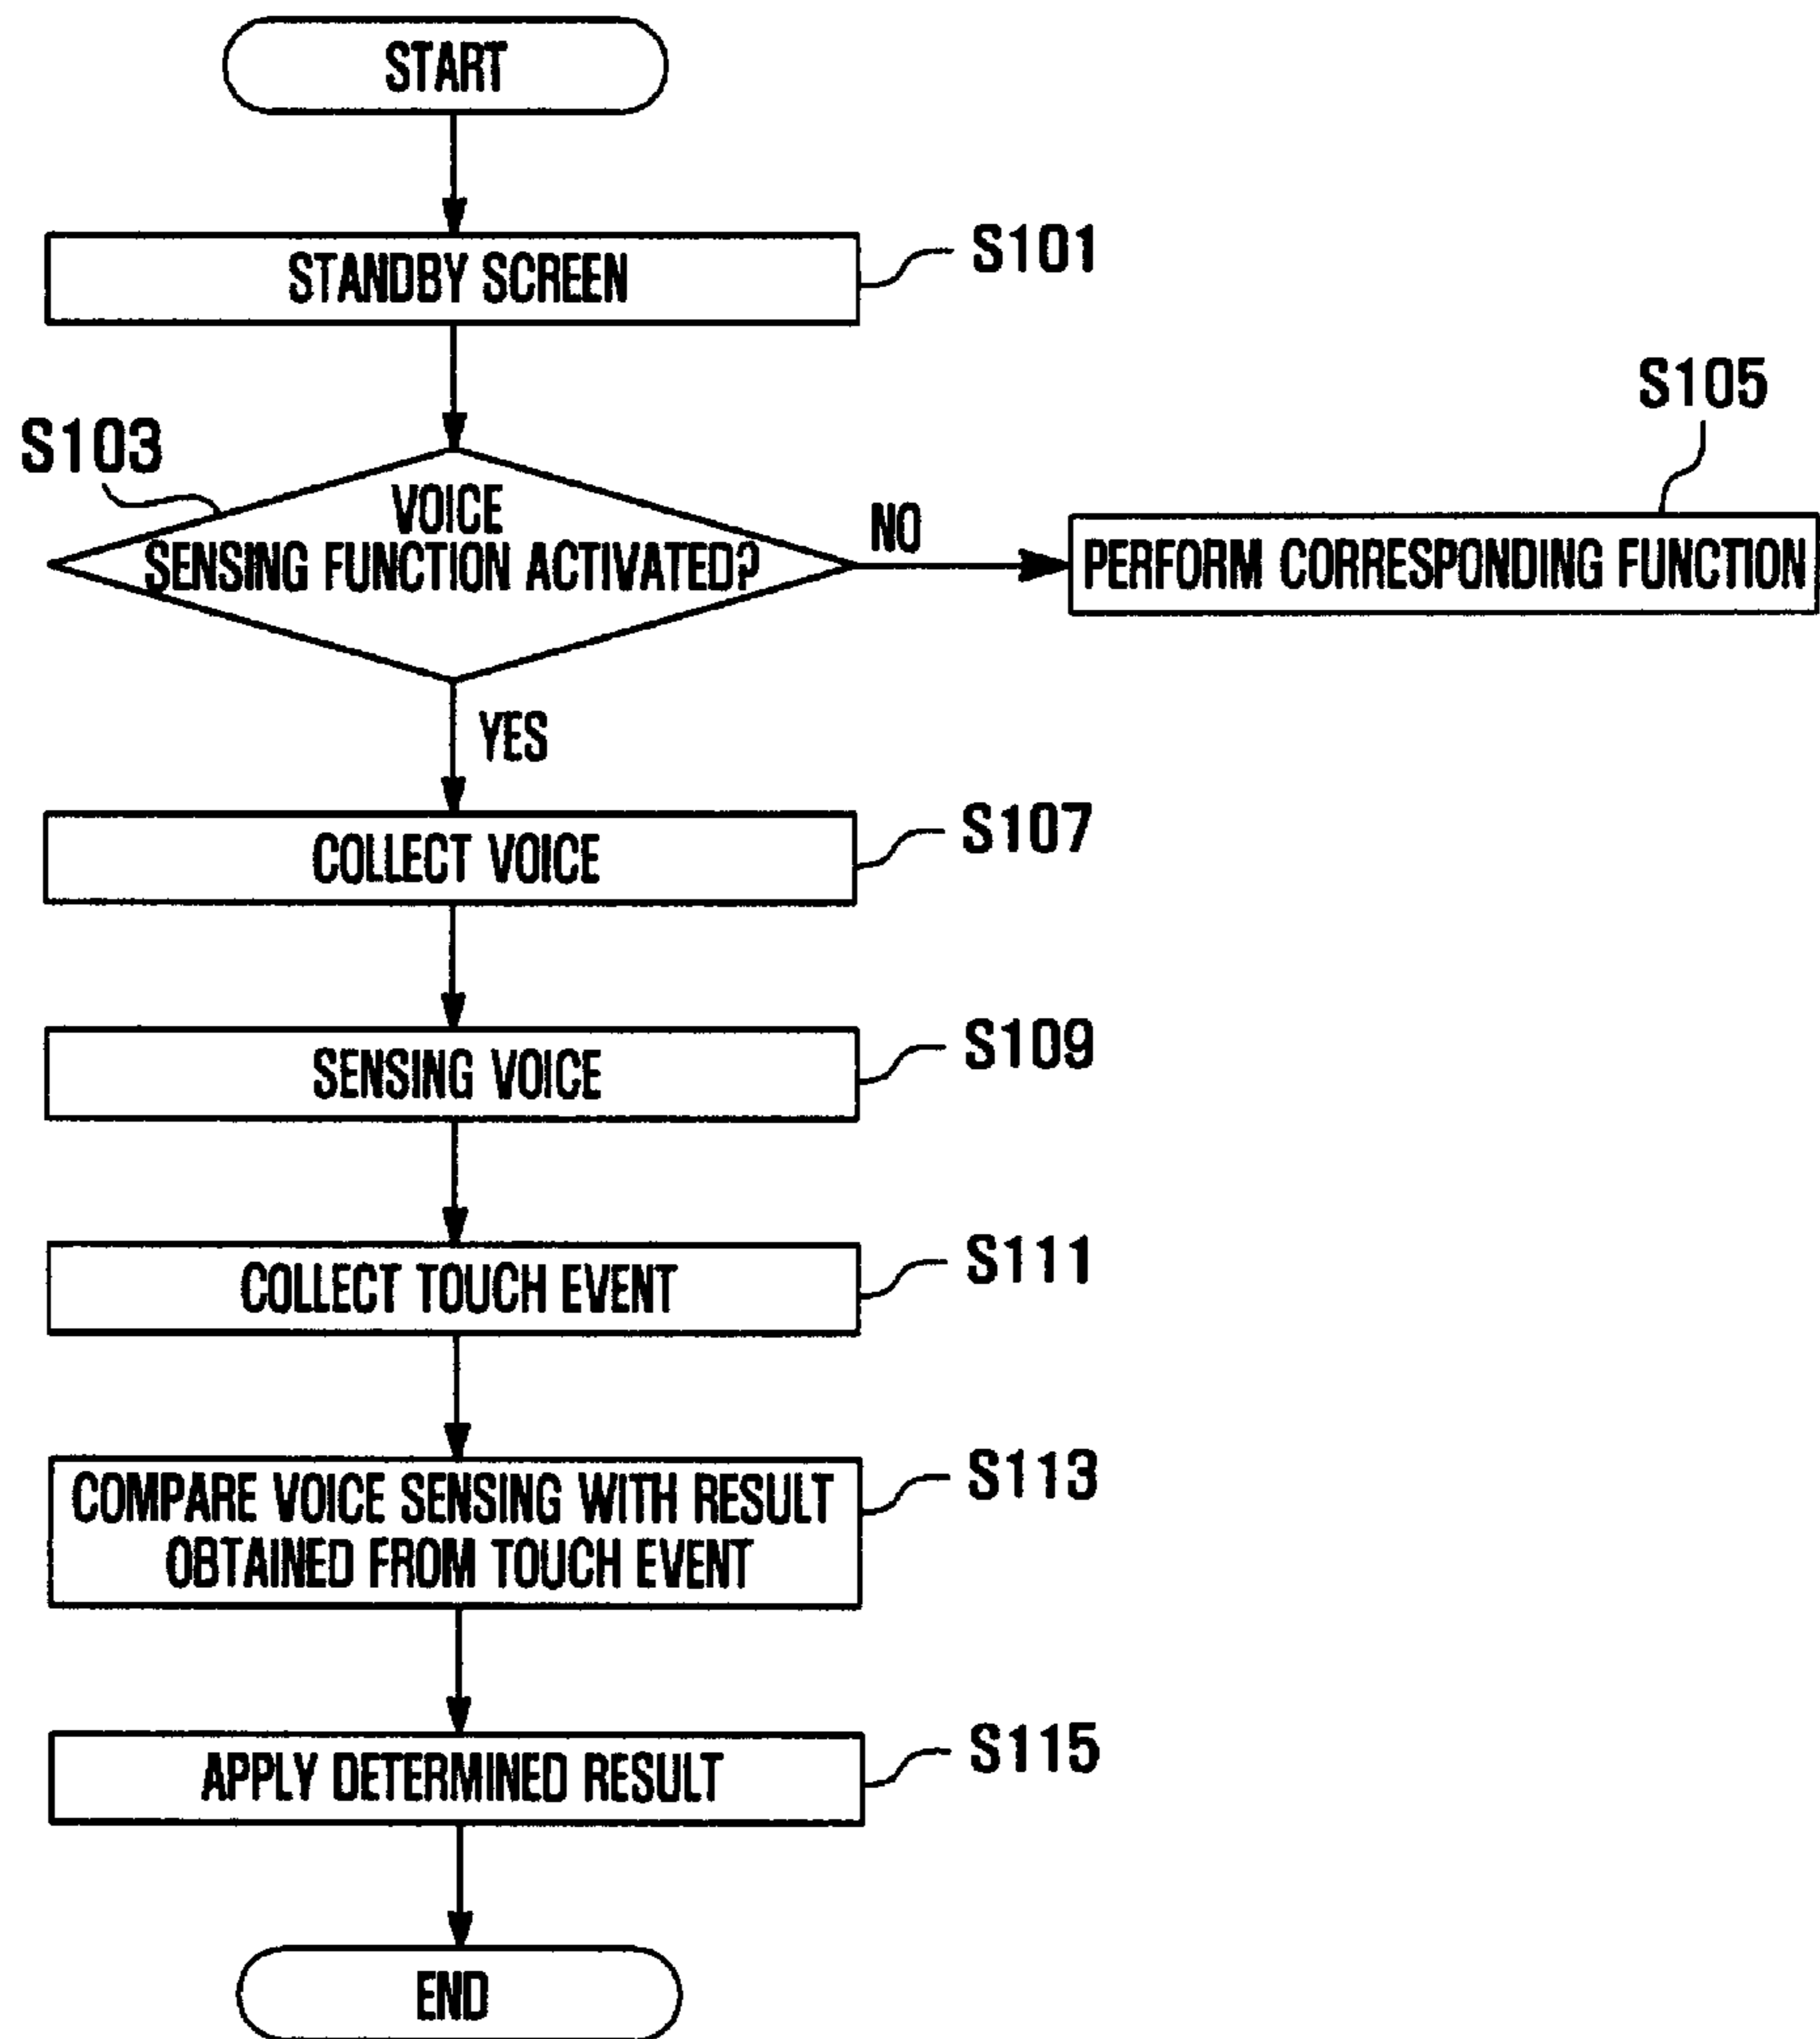 START
STANDBY SCREEN
S101
S103
VOICE
SENSING FUNCTION ACTIVATED?
NO
S105
PERFORM CORRESPONDING FUNCTION
YES
COLLECT VOICE
S107
SENSING VOICE
S109
COLLECT TOUCH EVENT
S111
COMPARE VOICE SENSING WITH RESULT
OBTAINED FROM TOUCH EVENT
S113
APPLY DETERMINED RESULT
S115
END